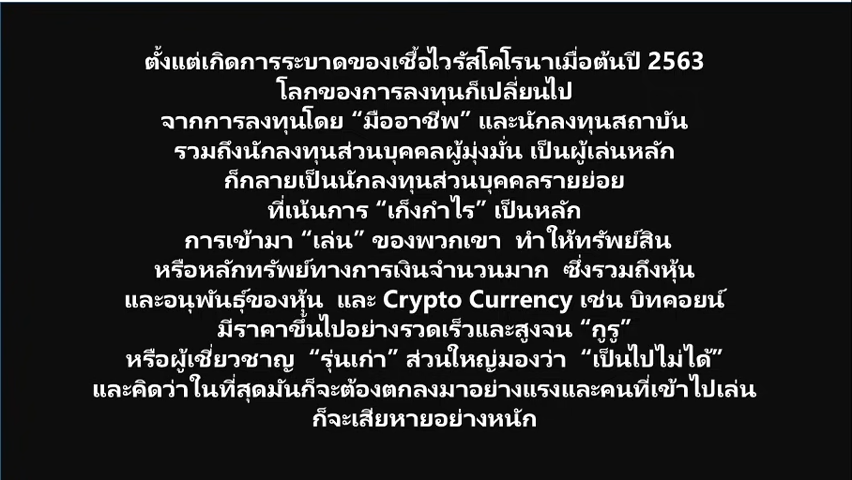 ตั้งแต่เกิดการระบาดของเชื้อไวรัสโคโรนาเมื่อต้นปี 2563
โลกของการลงทุนก็เปลี่ยนไป
จากการลงทุนโดย “มืออาชีพ” และนักลงทุนสถาบัน
รวมถึงนักลงทุนส่วนบุคคลผู้มุ่งมั่น เป็นผู้เล่นหลัก
ก็กลายเป็นนักลงทุนส่วนบุคคลรายย่อย
ที่เน้นการ “เก็งกำไร” เป็นหลัก
การเข้ามา “เล่น” ของพวกเขา ทำให้ทรัพย์สิน
หรือหลักทรัพย์ทางการเงินจำนวนมาก ซึ่งรวมถึงหุ้น
และอนุพันธุ์ของหุ้น และ Crypto Currency เช่น บิทคอยน์
มีราคาขึ้นไปอย่างรวดเร็วและสูงจน “กูรู”
หรือผู้เชี่ยวชาญ “รุ่นเก่า” ส่วนใหญ่มองว่า “เป็นไปไม่ได้”
และคิดว่าในที่สุดมันก็จะต้องตกลงมาอย่างแรงและคนที่เข้าไปเล่น
ก็จะเสียหายอย่างหนัก